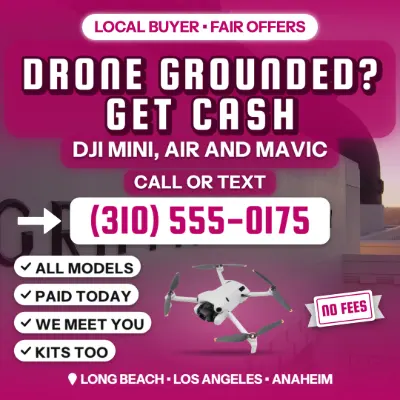 LOCAL BUYER ▪ FAIR OFFERS
DRONE GROUNDED?
GET CASH
DJI MINI, AIR AND MAVIC
CALL OR TEXT
(310) 555-0175
ALL MODELS
PAID TODAY
WE MEET YOU
KITS TOO
NO FEES
LONG BEACH ▪ LOS ANGELES ▪ ANAHEIM